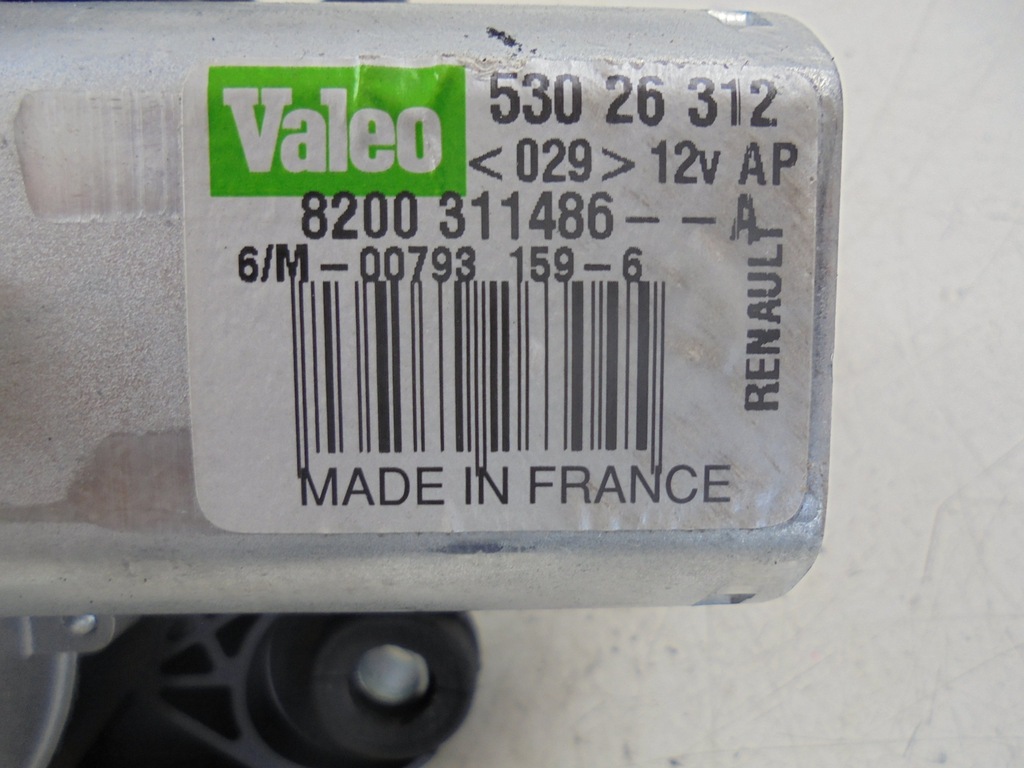 Valeo 530 26 312
<029> 12v AP
8200 311486 - - A
6/M - 00793 159 - 6
RENAULT
MADE IN FRANCE